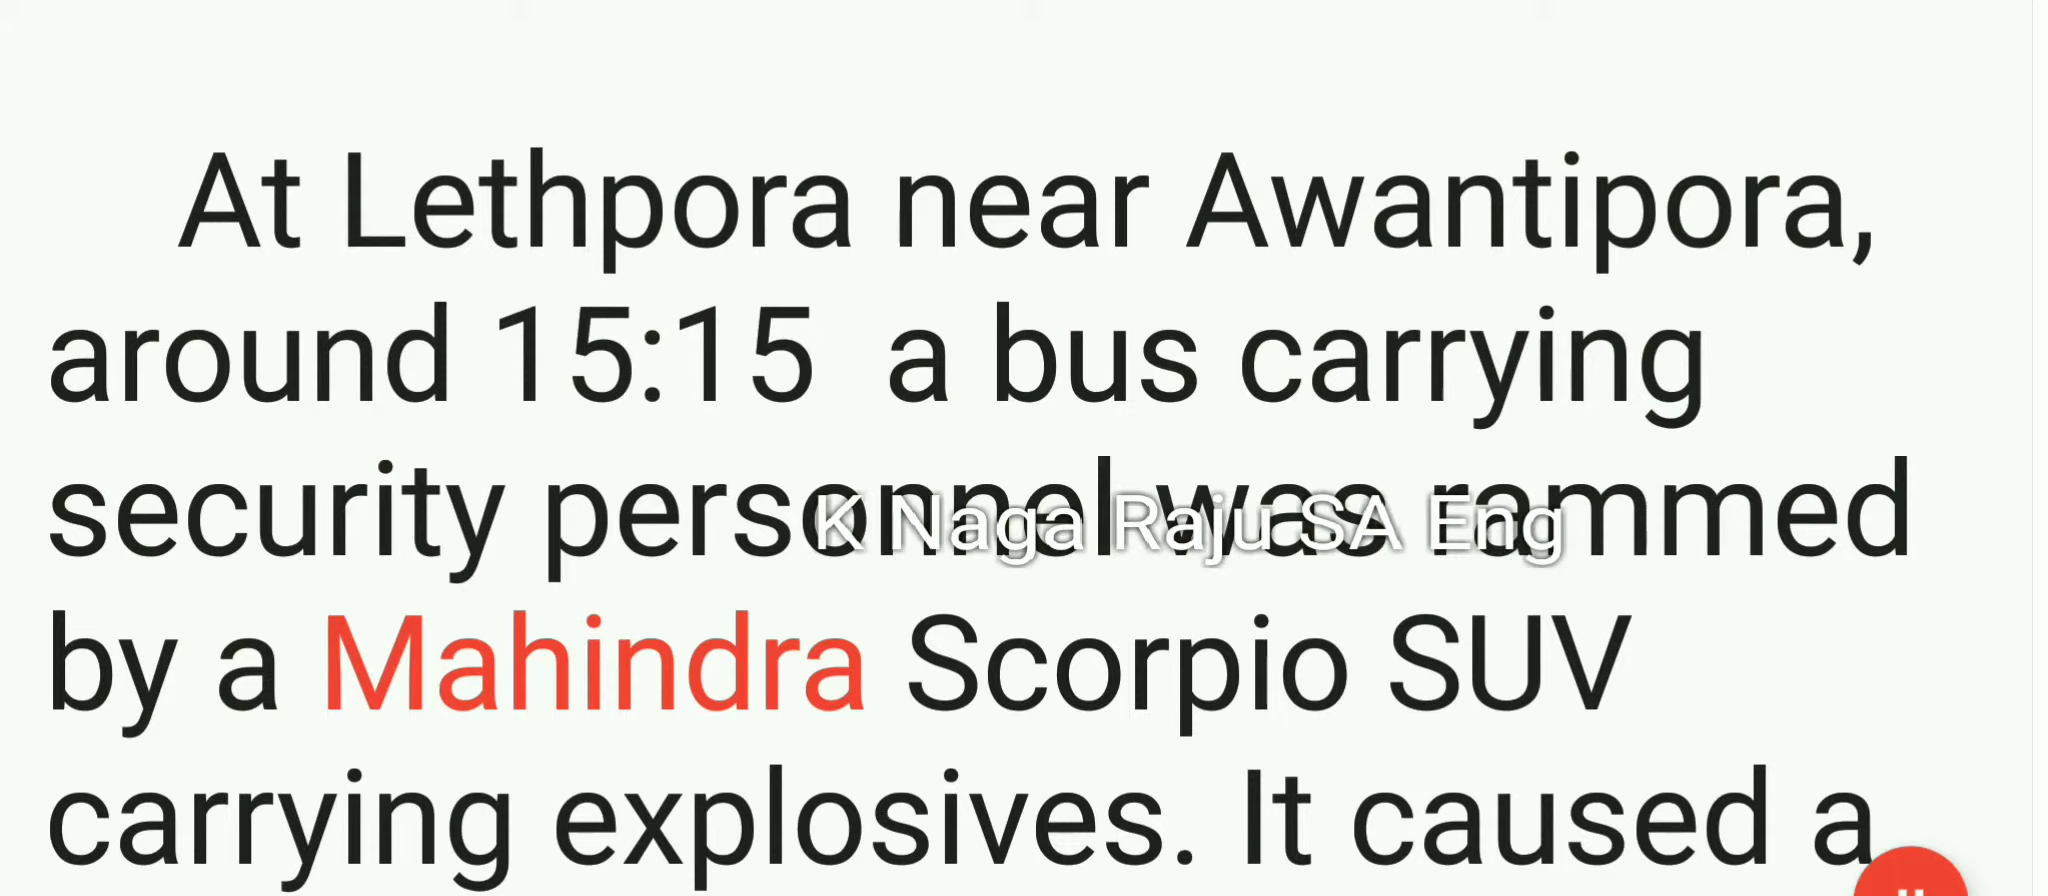 At Lethpora near Awantipora,
around 15:15 a bus carrying
security personnel was rammed
K Naga Raju SA Eng
by a Mahindra Scorpio SUV
carrying explosives. It caused a